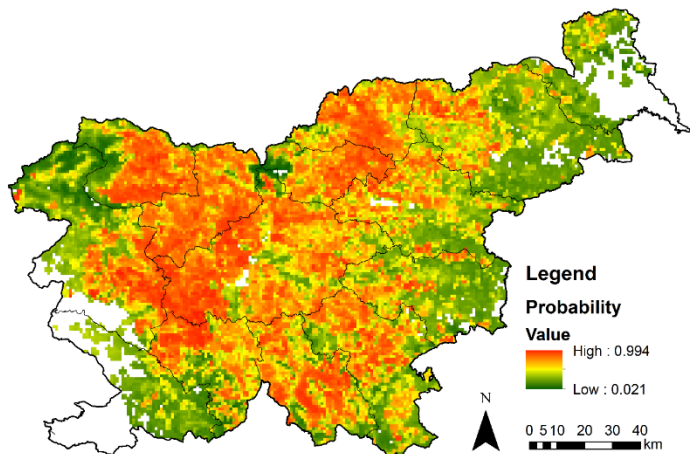 Legend
Probability
Value
High : 0.994
Low : 0.021
N
0 5 10 20 30 40
km